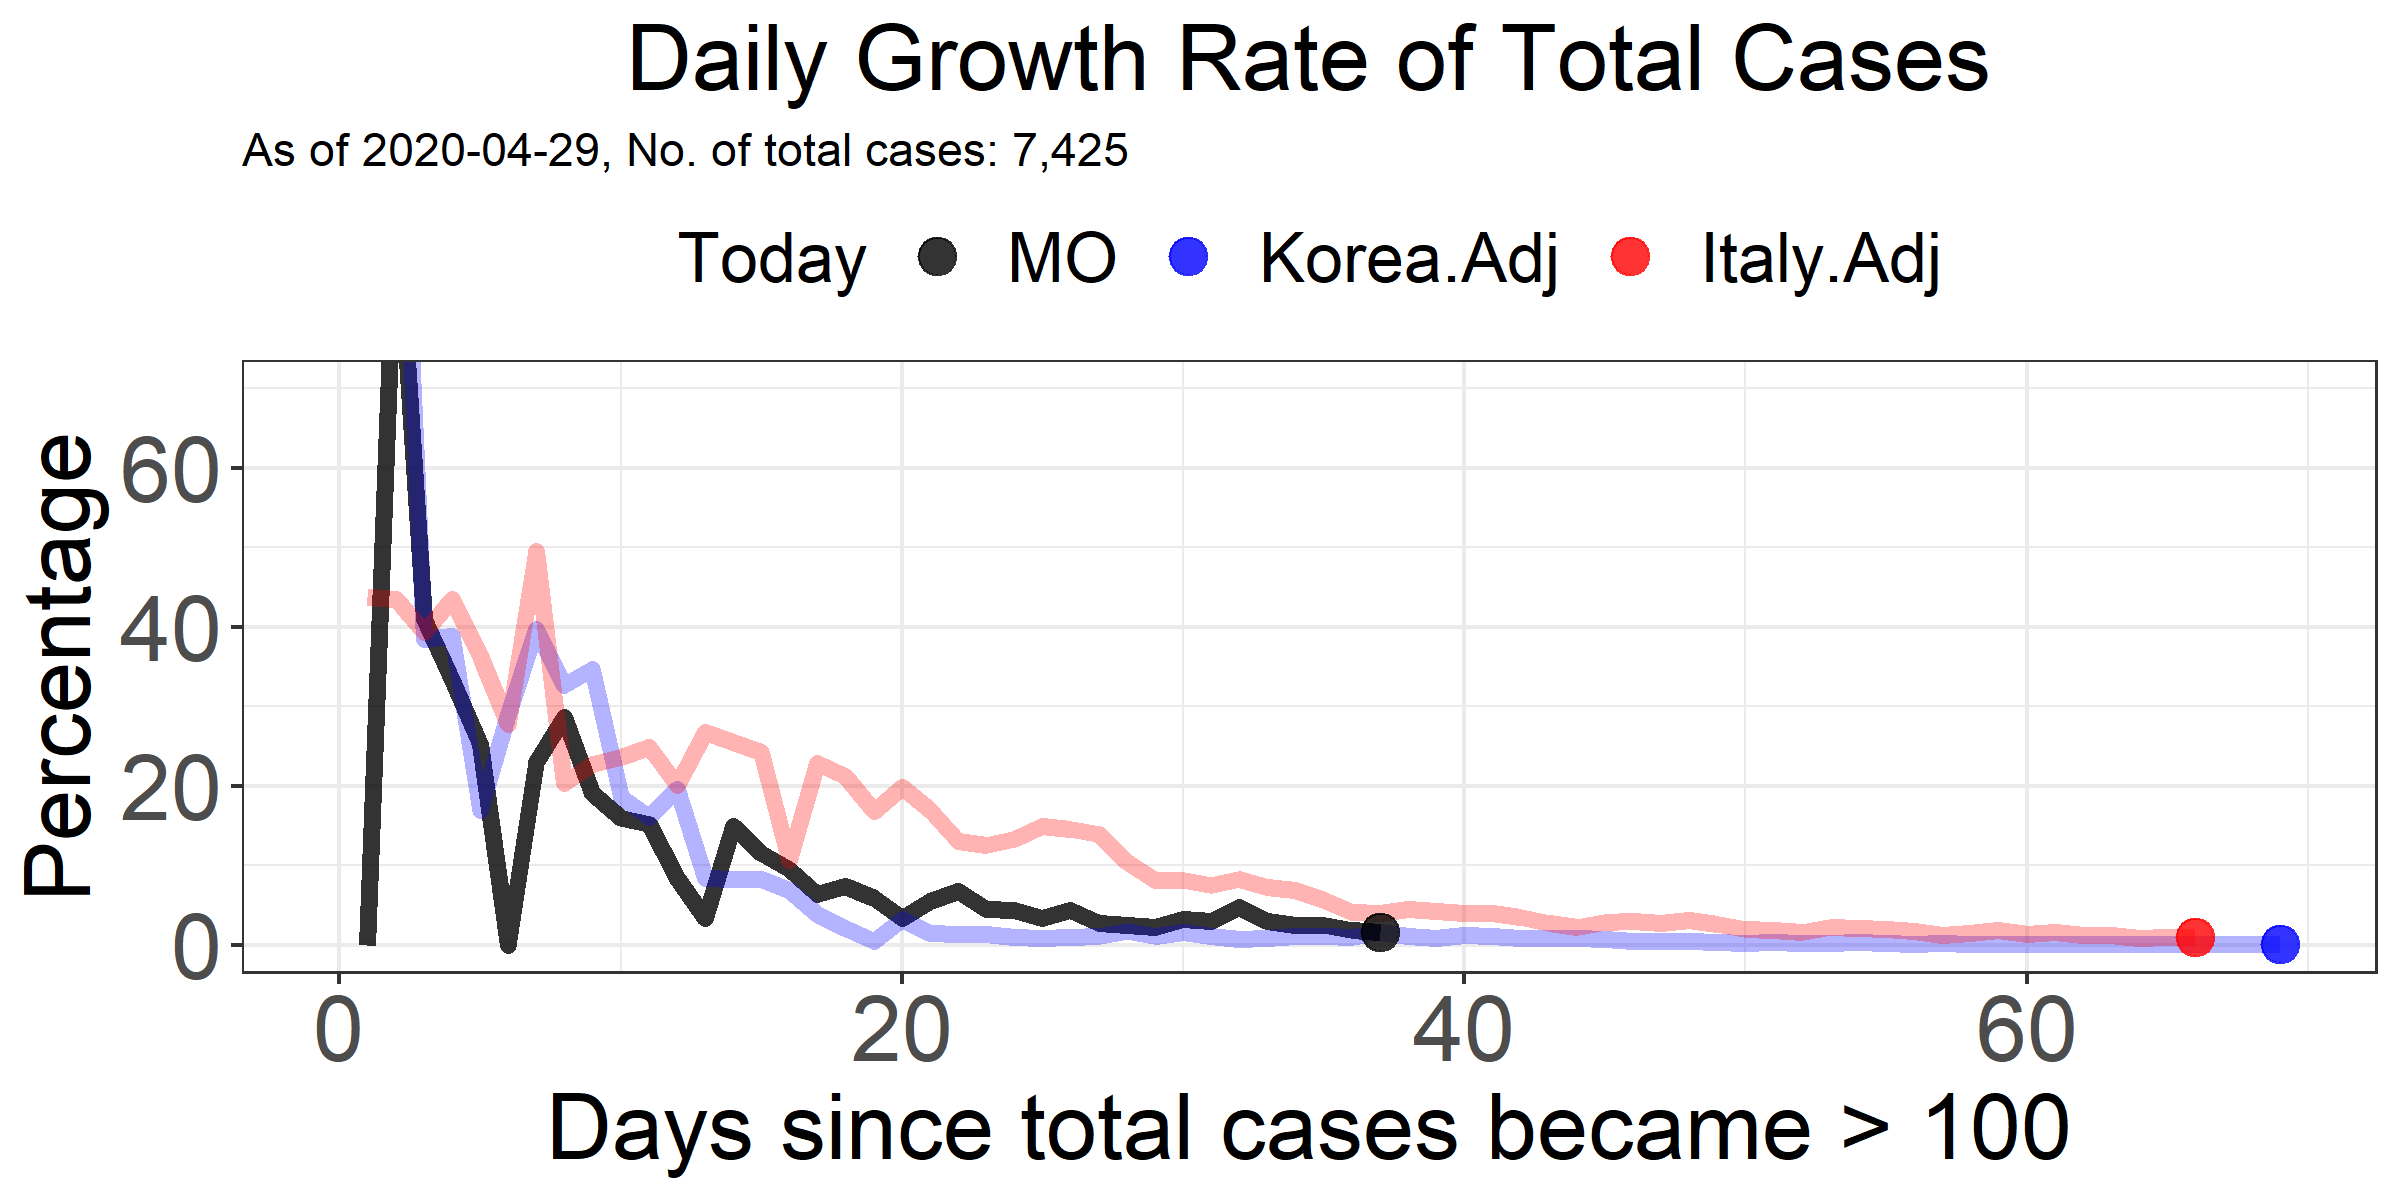 Daily Growth Rate of Total Cases
As of 2020-04-29, No. of total cases: 7,425
Today MO Korea.Adj Italy.Adj
Percentage
60
40
20
0
0 20 40 60
Days since total cases became > 100